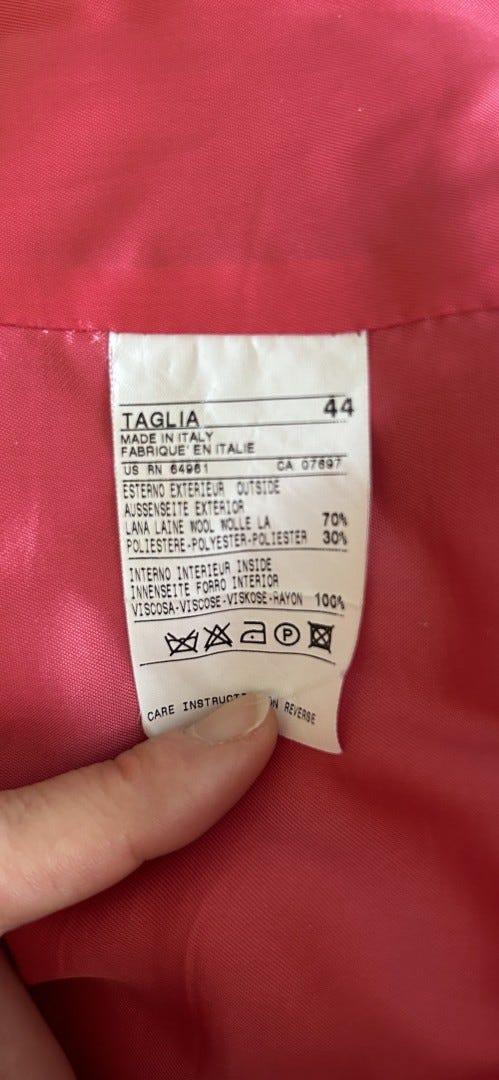 TAGLIA 44
MADE IN ITALY
FABRIQUE' EN ITALIE
US RN 64961 CA 07697
ESTERNO EXTERIEUR OUTSIDE
AUSSENSEITE EXTERIOR
LANA LAINE WOOL WOLLE LA 70%
POLIESTERE-POLYESTER-POLIESTER 30%
INTERNO INTERIEUR INSIDE
INNENSEITE FORRO INTERIOR
VISCOSA-VISCOSE-VISKOSE-RAYON 100%
P
CARE REVERSE